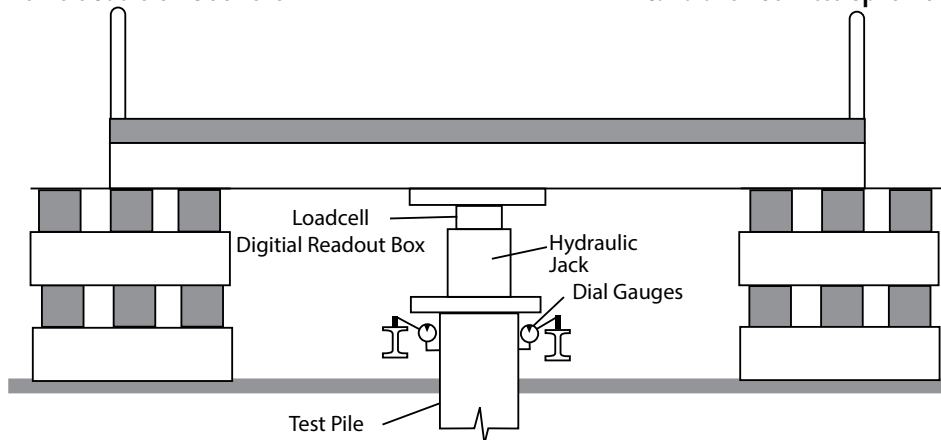 Loadcell
Digitial Readout Box
Hydraulic
Jack
Dial Gauges
Test Pile